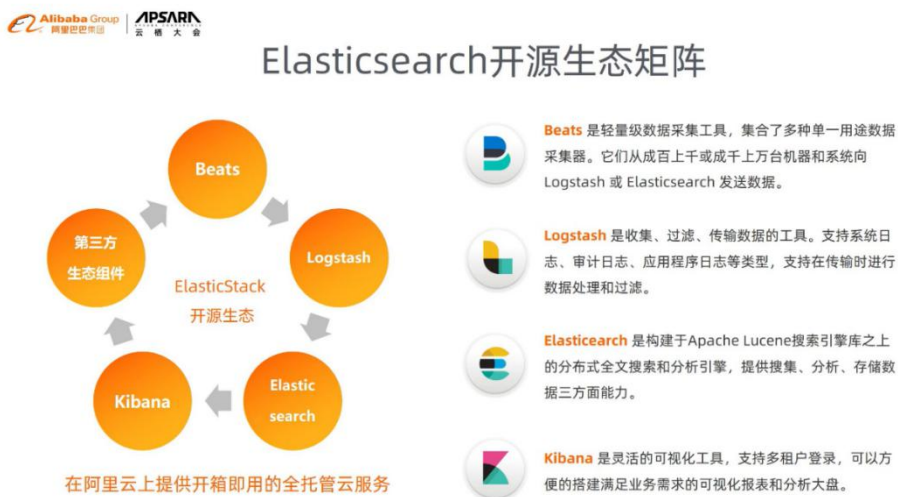 Alibaba Group
阿里巴巴集团
APSARA
云栖大会
Elasticsearch开源生态矩阵
Beats
Logstash
Elastic
search
Kibana
第三方
生态组件
ElasticStack
开源生态
在阿里云上提供开箱即用的全托管云服务
Beats 是轻量级数据采集工具，集合了多种单一用途数据
采集器。它们从成百上千或成千上万台机器和系统向
Logstash 或 Elasticsearch 发送数据。
Logstash 是收集、过滤、传输数据的工具。支持系统日
志、审计日志、应用程序日志等类型，支持在传输时进行
数据处理和过滤。
Elasticearch 是构建于Apache Lucene搜索引擎库之上
的分布式全文搜索和分析引擎，提供搜集、分析、存储数
据三方面能力。
Kibana 是灵活的可视化工具，支持多租户登录，可以方
便的搭建满足业务需求的可视化报表和分析大盘。